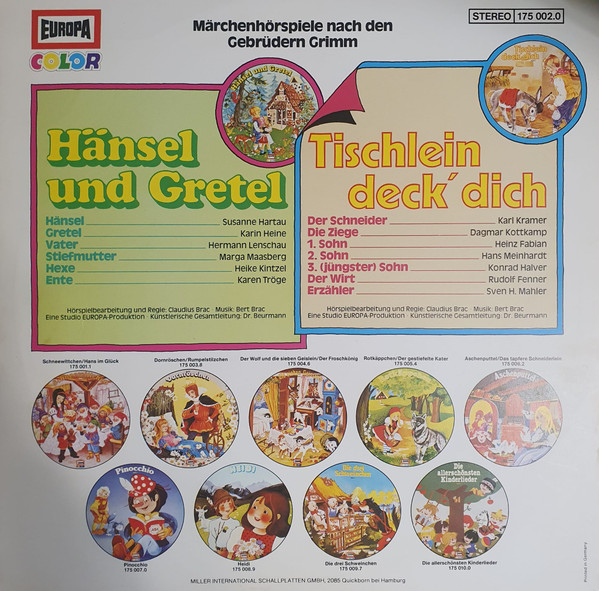 EUROPA
COLOR
Märchenhörspiele nach den
Gebrüdern Grimm
STEREO 175 002.0
Hänsel und Gretel
Tischlein
deck dich
Hänsel
und Gretel
Hänsel Susanne Hartau
Gretel Karin Heine
Vater Hermann Lenschau
Stiefmutter Marga Maasberg
Hexe Heike Kintzel
Ente Karen Tröge
Hörspielbearbeitung und Regie: Claudius Brac · Musik: Bert Brac
Eine Studio EUROPA-Produktion · Künstlerische Gesamtleitung: Dr. Beurmann
Tischlein
deck´dich
Der Schneider Karl Kramer
Die Ziege Dagmar Kottkamp
1. Sohn Heinz Fabian
2. Sohn Hans Meinhardt
3. (jüngster) Sohn Konrad Halver
Der Wirt Rudolf Fenner
Erzähler Sven H. Mahler
Hörspielbearbeitung und Regie: Claudius Brac · Musik: Bert Brac
Eine Studio EUROPA-Produktion · Künstlerische Gesamtleitung: Dr. Beurmann
Schneewittchen/Hans im Glück
175 001.1
Dornröschen/Rumpelstilzchen
175 003.8
Der Wolf und die sieben Geislein/Der Froschkönig
175 004.6
Rotkäppchen/Der gestiefelte Kater
175 005.4
Aschenputtel/Das tapfere Schneiderlein
175 006.2
Dornröschen
Aschenputtel
Pinocchio
HEIDI
Die drei
Schweinchen
Die
allerschönsten
Kinderlieder
Pinocchio
175 007.0
Heidi
175 008.9
Die drei Schweinchen
175 009.7
Die allerschönsten Kinderlieder
175 010.0
MILLER INTERNATIONAL SCHALLPLATTEN GMBH, 2085 Quickborn bei Hamburg
Printed in Germany